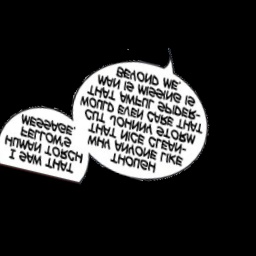 I SAW THAT
HUMAN TORCH
FELLOW'S
MESSAGE.
THOUGH
WHY ANYONE LIKE
THAT NICE CLEAN-
CUT JOHNNY STORM
WOULD EVEN CARE THAT
THAT AWFUL SPIDER-
MAN IS MISSING IS
BEYOND ME.